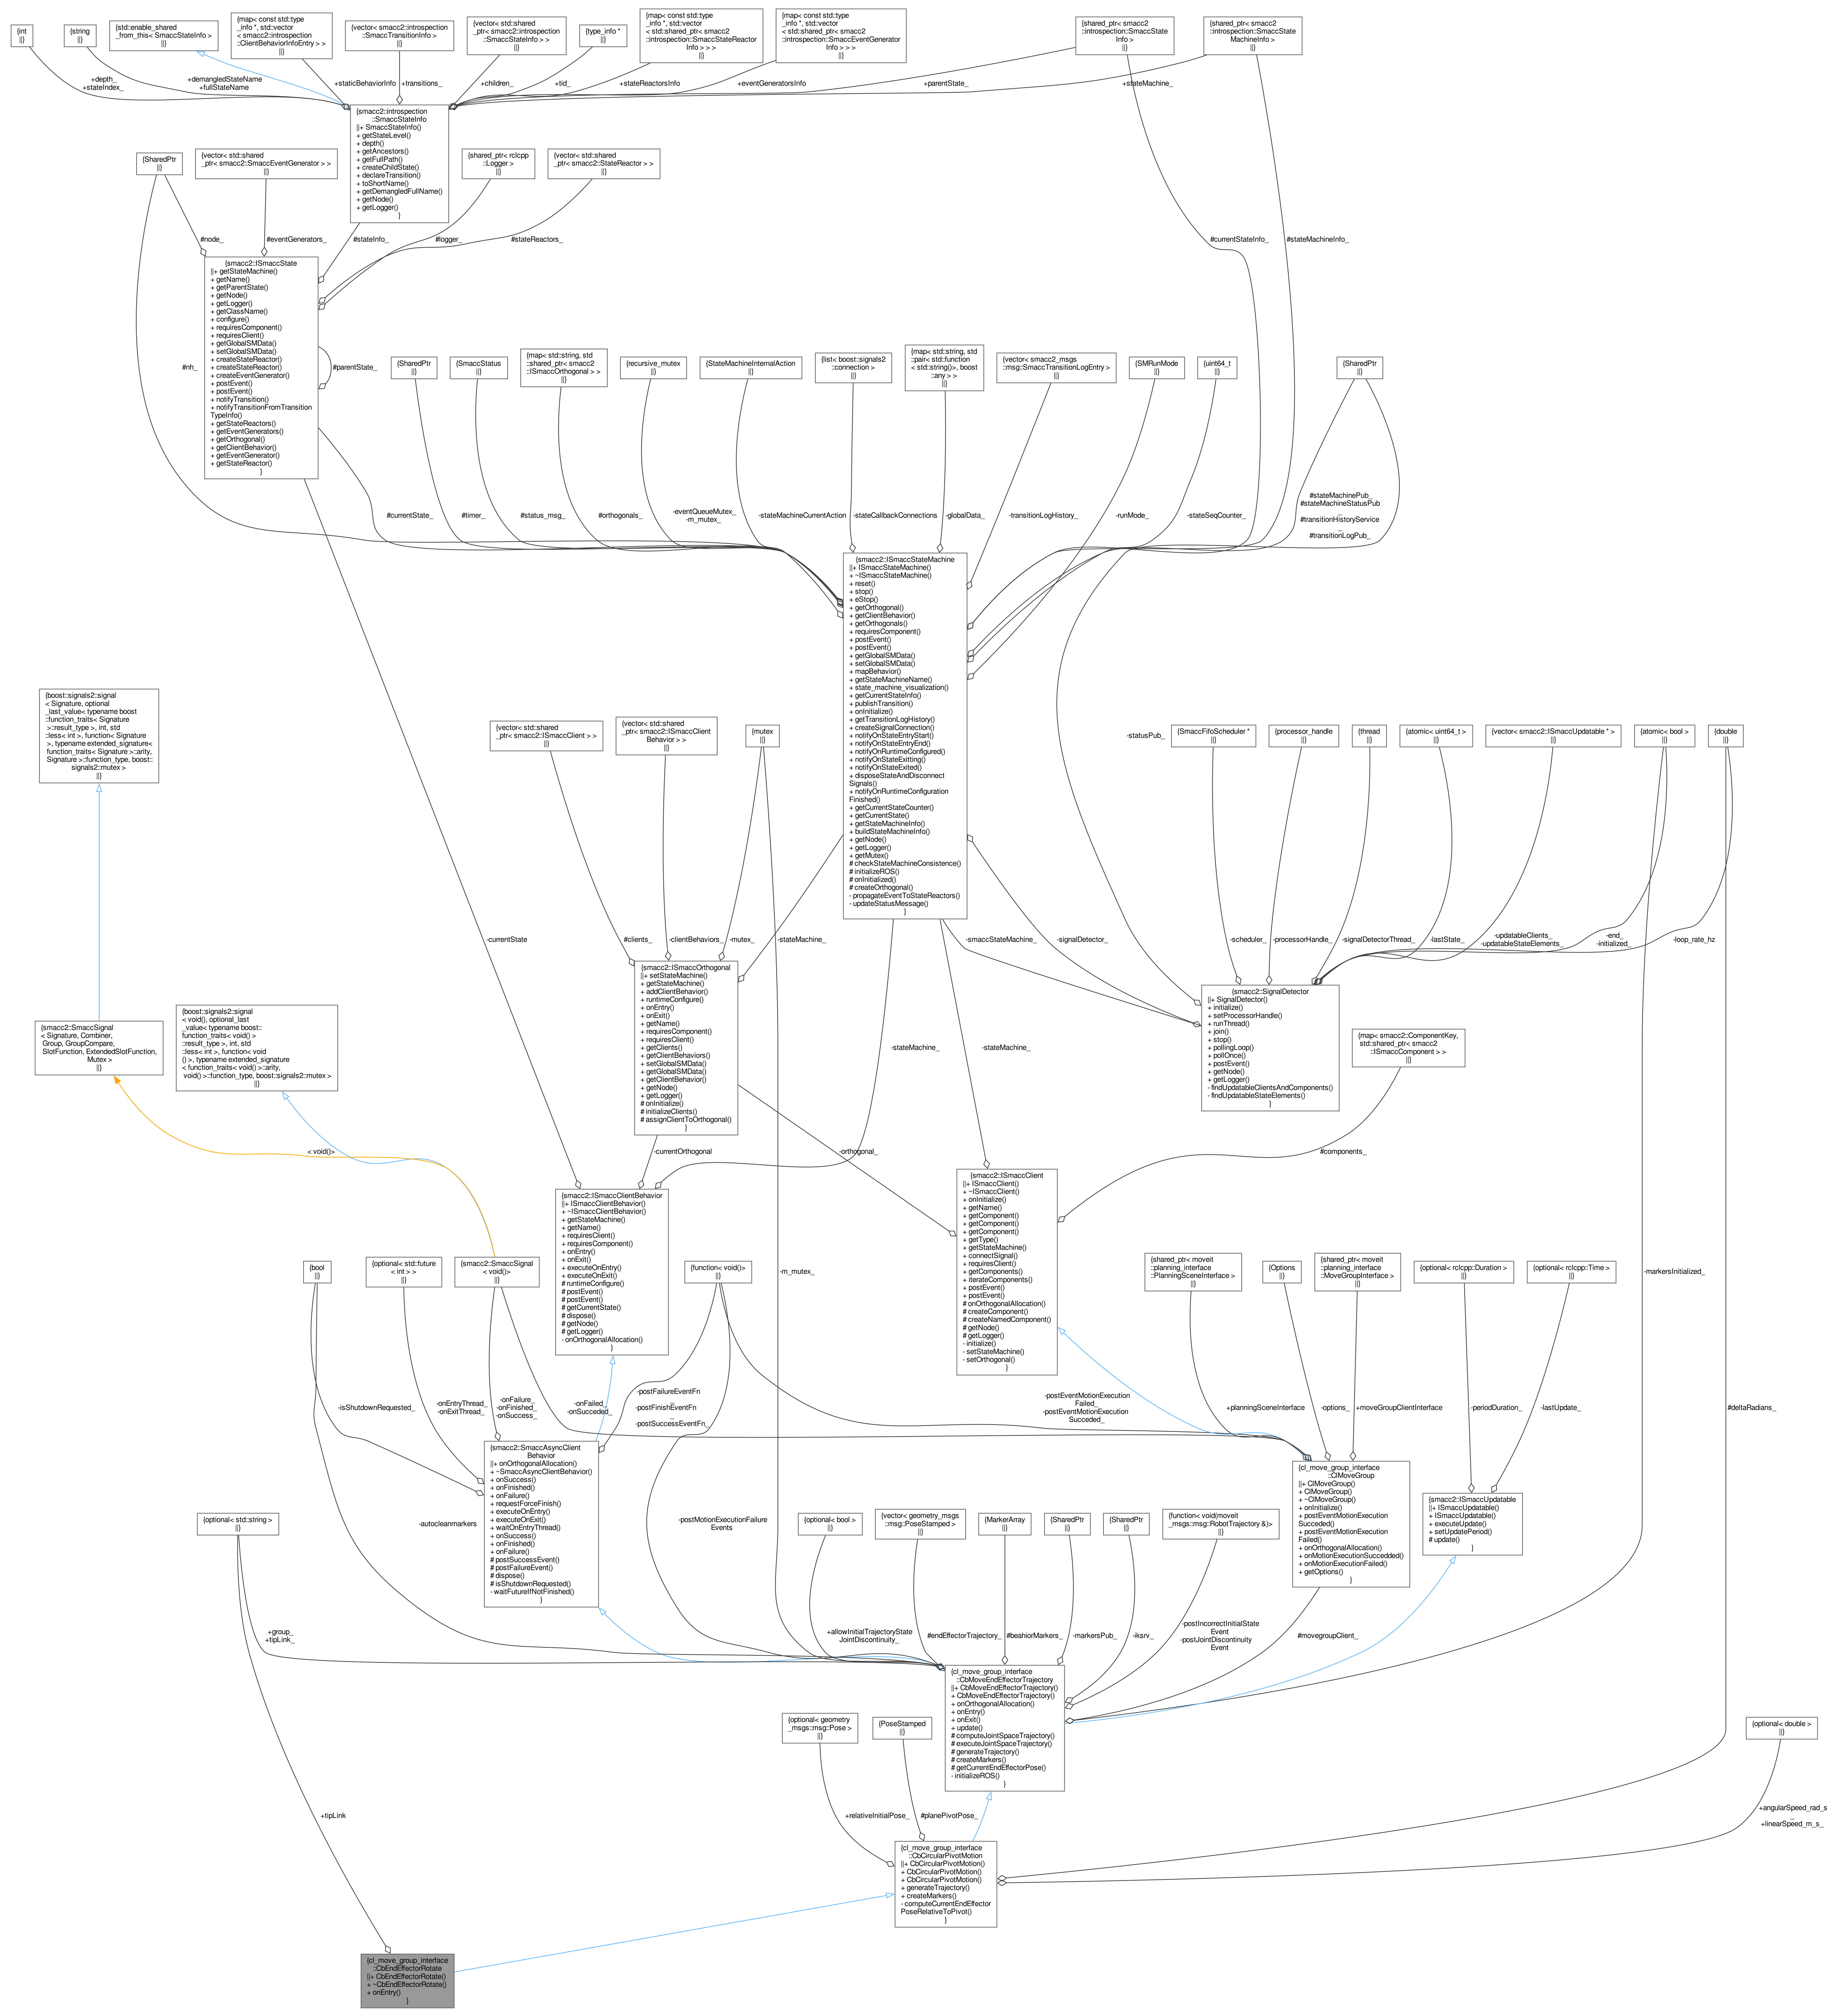 {int
||}
{string
||}
{std::enable_shared
_from_this< SmaccStateInfo >
||}
{map< const std::type
_info *, std::vector
< smacc2::introspection
::ClientBehaviorInfoEntry > >
||}
{vector< smacc2::introspection
::SmaccTransitionInfo >
||}
{vector< std::shared
_ptr< smacc2::introspection
::SmaccStateInfo > >
||}
{type_info *
||}
{map< const std::type
_info *, std::vector
< std::shared_ptr< smacc2
::introspection::StateReactor
Info > > >
||}
{map< const std::type
_info *, std::vector
< std::shared_ptr< smacc2
::introspection::SmaccEventGenerator
Info > > >
||}
{shared_ptr< smacc2
::introspection::SmaccState
Info >
||}
{shared_ptr< smacc2
::introspection::SmaccState
MachineInfo >
||}
+depth_
+stateIndex_
+demangledStateName
+fullStateName
+staticBehaviorInfo
+transitions_
+children_
+tid_
+stateReactorsInfo
+eventGeneratorsInfo
+parentState_
+stateMachine_
{smacc2::introspection
::SmaccStateInfo
||+ SmaccStateInfo()
+ getStateLevel()
+ depth()
+ getAncestors()
+ getFullPath()
+ createChildState()
+ declareTransition()
+ toShortName()
+ getDemangledFullName()
+ getNode()
+ getLogger()
}
{SharedPtr
||}
{vector< std::shared
_ptr< smacc2::SmaccEventGenerator > >
||}
{shared_ptr< rclcpp
::Logger >
||}
{vector< std::shared
_ptr< smacc2::StateReactor > >
||}
#node_
#eventGenerators_
#stateInfo_
#logger_
#stateReactors_
#currentStateInfo_
#stateMachineInfo_
{smacc2::ISmaccState
||+ getStateMachine()
+ getName()
+ getParentState()
+ getNode()
+ getLogger()
+ getClassName()
+ configure()
+ requiresComponent()
+ requiresClient()
+ getGlobalSMData()
+ setGlobalSMData()
+ createStateReactor()
+ createStateReactor()
+ createEventGenerator()
+ postEvent()
+ postEvent()
+ notifyTransition()
+ notifyTransitionFromTransition
TypeInfo()
+ getStateReactors()
+ getEventGenerators()
+ getOrthogonal()
+ getClientBehavior()
+ getEventGenerator()
+ getStateReactor()
}
#nh_
#parentState_
{SharedPtr
||}
{SmaccStatus
||}
{map< std::string, std
::shared_ptr< smacc2
::ISmaccOrthogonal > >
||}
{recursive_mutex
||}
{StateMachineInternalAction
||}
{list< boost::signals2
::connection >
||}
{map< std::string, std
::pair< std::function
< std::string()>, boost
::any > >
||}
{vector< smacc2_msgs
::msg::SmaccTransitionLogEntry >
||}
{SMRunMode
||}
{uint64_t
||}
{SharedPtr
||}
#currentState_
#timer_
#status_msg_
#orthogonals_
-eventQueueMutex_
-m_mutex_
-stateMachineCurrentAction
-stateCallbackConnections
-globalData_
-transitionLogHistory_
-runMode_
-stateSeqCounter_
#stateMachinePub_
#stateMachineStatusPub
_
#transitionHistoryService
_
#transitionLogPub_
{smacc2::ISmaccStateMachine
||+ ISmaccStateMachine()
+ ~ISmaccStateMachine()
+ reset()
+ stop()
+ eStop()
+ getOrthogonal()
+ getClientBehavior()
+ getOrthogonals()
+ requiresComponent()
+ postEvent()
+ postEvent()
+ getGlobalSMData()
+ setGlobalSMData()
+ mapBehavior()
+ getStateMachineName()
+ state_machine_visualization()
+ getCurrentStateInfo()
+ publishTransition()
+ onInitialize()
+ getTransitionLogHistory()
+ createSignalConnection()
+ notifyOnStateEntryStart()
+ notifyOnStateEntryEnd()
+ notifyOnRuntimeConfigured()
+ notifyOnStateExitting()
+ notifyOnStateExited()
+ disposeStateAndDisconnect
Signals()
+ notifyOnRuntimeConfiguration
Finished()
+ getCurrentStateCounter()
+ getCurrentState()
+ getStateMachineInfo()
+ buildStateMachineInfo()
+ getNode()
+ getLogger()
+ getMutex()
# checkStateMachineConsistence()
# initializeROS()
# onInitialized()
# createOrthogonal()
- propagateEventToStateReactors()
- updateStatusMessage()
}
{boost::signals2::signal
< Signature, optional
_last_value< typename boost
::function_traits< Signature
>::result_type >, int, std
::less< int >, function< Signature
>, typename extended_signature<
function_traits< Signature >::arity,
Signature >::function_type, boost::
signals2::mutex >
||}
{vector< std::shared
_ptr< smacc2::ISmaccClient > >
||}
{vector< std::shared
_ptr< smacc2::ISmaccClient
Behavior > >
||}
{mutex
||}
-statusPub_
{SmaccFifoScheduler *
||}
{processor_handle
||}
{thread
||}
{atomic< uint64_t >
||}
{vector< smacc2::ISmaccUpdatable * >
||}
{atomic< bool >
||}
{double
||}
-currentState
#clients_
-clientBehaviors_
-mutex_
-stateMachine_
-smaccStateMachine_
-signalDetector_
-scheduler_
-processorHandle_
-signalDetectorThread_
-lastState_
-updatableClients_
-updatableStateElements_
-end_
-initialized_
-loop_rate_hz
{smacc2::ISmaccOrthogonal
||+ setStateMachine()
+ getStateMachine()
+ addClientBehavior()
+ runtimeConfigure()
+ onEntry()
+ onExit()
+ getName()
+ requiresComponent()
+ requiresClient()
+ getClients()
+ getClientBehaviors()
+ setGlobalSMData()
+ getGlobalSMData()
+ getClientBehavior()
+ getNode()
+ getLogger()
# onInitialize()
# initializeClients()
# assignClientToOrthogonal()
}
{smacc2::SignalDetector
||+ SignalDetector()
+ initialize()
+ setProcessorHandle()
+ runThread()
+ join()
+ stop()
+ pollingLoop()
+ pollOnce()
+ postEvent()
+ getNode()
+ getLogger()
- findUpdatableClientsAndComponents()
- findUpdatableStateElements()
}
{smacc2::SmaccSignal
< Signature, Combiner,
Group, GroupCompare,
SlotFunction, ExtendedSlotFunction,
Mutex >
||}
{boost::signals2::signal
< void(), optional_last
_value< typename boost::
function_traits< void() >
::result_type >, int, std
::less< int >, function< void
() >, typename extended_signature
< function_traits< void() >::arity,
void() >::function_type, boost::signals2::mutex >
||}
-stateMachine_
-stateMachine_
{map< smacc2::ComponentKey,
std::shared_ptr< smacc2
::ISmaccComponent > >
||}
< void()>
-currentOrthogonal
-orthogonal_
#components_
{smacc2::ISmaccClientBehavior
||+ ISmaccClientBehavior()
+ ~ISmaccClientBehavior()
+ getStateMachine()
+ getName()
+ requiresClient()
+ requiresComponent()
+ onEntry()
+ onExit()
+ executeOnEntry()
+ executeOnExit()
# runtimeConfigure()
# postEvent()
# postEvent()
# getCurrentState()
# dispose()
# getNode()
# getLogger()
- onOrthogonalAllocation()
}
{smacc2::ISmaccClient
||+ ISmaccClient()
+ ~ISmaccClient()
+ onInitialize()
+ getName()
+ getComponent()
+ getComponent()
+ getComponent()
+ getType()
+ getStateMachine()
+ connectSignal()
+ requiresClient()
+ getComponents()
+ iterateComponents()
+ postEvent()
+ postEvent()
# onOrthogonalAllocation()
# createComponent()
# createNamedComponent()
# getNode()
# getLogger()
- initialize()
- setStateMachine()
- setOrthogonal()
}
{bool
||}
{optional< std::future
< int > >
||}
{smacc2::SmaccSignal
< void()>
||}
{function< void()>
||}
-m_mutex_
{shared_ptr< moveit
::planning_interface
::PlanningSceneInterface >
||}
{Options
||}
{shared_ptr< moveit
::planning_interface
::MoveGroupInterface >
||}
{optional< rclcpp::Duration >
||}
{optional< rclcpp::Time >
||}
-markersInitialized_
-isShutdownRequested_
-onEntryThread_
-onExitThread_
-onFailure_
-onFinished_
-onSuccess_
-onFailed_
-onSucceded_
-postFailureEventFn
_
-postFinishEventFn
_
-postSuccessEventFn_
-postEventMotionExecution
Failed_
-postEventMotionExecution
Succeded_
+planningSceneInterface
-options_
+moveGroupClientInterface
-periodDuration_
-lastUpdate_
#deltaRadians_
{smacc2::SmaccAsyncClient
Behavior
||+ onOrthogonalAllocation()
+ ~SmaccAsyncClientBehavior()
+ onSuccess()
+ onFinished()
+ onFailure()
+ requestForceFinish()
+ executeOnEntry()
+ executeOnExit()
+ waitOnEntryThread()
+ onSuccess()
+ onFinished()
+ onFailure()
# postSuccessEvent()
# postFailureEvent()
# dispose()
# isShutdownRequested()
- waitFutureIfNotFinished()
}
{cl_move_group_interface
::ClMoveGroup
||+ ClMoveGroup()
+ ClMoveGroup()
+ ~ClMoveGroup()
+ onInitialize()
+ postEventMotionExecution
Succeded()
+ postEventMotionExecution
Failed()
+ onOrthogonalAllocation()
+ onMotionExecutionSuccedded()
+ onMotionExecutionFailed()
+ getOptions()
}
{smacc2::ISmaccUpdatable
||+ ISmaccUpdatable()
+ ISmaccUpdatable()
+ executeUpdate()
+ setUpdatePeriod()
# update()
}
{optional< std::string >
||}
-autocleanmarkers
-postMotionExecutionFailure
Events
{optional< bool >
||}
{vector< geometry_msgs
::msg::PoseStamped >
||}
{MarkerArray
||}
{SharedPtr
||}
{SharedPtr
||}
{function< void(moveit
_msgs::msg::RobotTrajectory &)>
||}
+group_
+tipLink_
+allowInitialTrajectoryState
JointDiscontinuity_
#endEffectorTrajectory_
#beahiorMarkers_
-markersPub_
-iksrv_
-postIncorrectInitialState
Event
-postJointDiscontinuity
Event
#movegroupClient_
{cl_move_group_interface
::CbMoveEndEffectorTrajectory
||+ CbMoveEndEffectorTrajectory()
+ CbMoveEndEffectorTrajectory()
+ onOrthogonalAllocation()
+ onEntry()
+ onExit()
+ update()
# computeJointSpaceTrajectory()
# executeJointSpaceTrajectory()
# generateTrajectory()
# createMarkers()
# getCurrentEndEffectorPose()
- initializeROS()
}
{optional< geometry
_msgs::msg::Pose >
||}
{PoseStamped
||}
{optional< double >
||}
+tipLink
+relativeInitialPose_
#planePivotPose_
+angularSpeed_rad_s
_
+linearSpeed_m_s_
{cl_move_group_interface
::CbCircularPivotMotion
||+ CbCircularPivotMotion()
+ CbCircularPivotMotion()
+ CbCircularPivotMotion()
+ generateTrajectory()
+ createMarkers()
- computeCurrentEndEffector
PoseRelativeToPivot()
}
{cl_move_group_interface
::CbEndEffectorRotate
||+ CbEndEffectorRotate()
+ ~CbEndEffectorRotate()
+ onEntry()
}